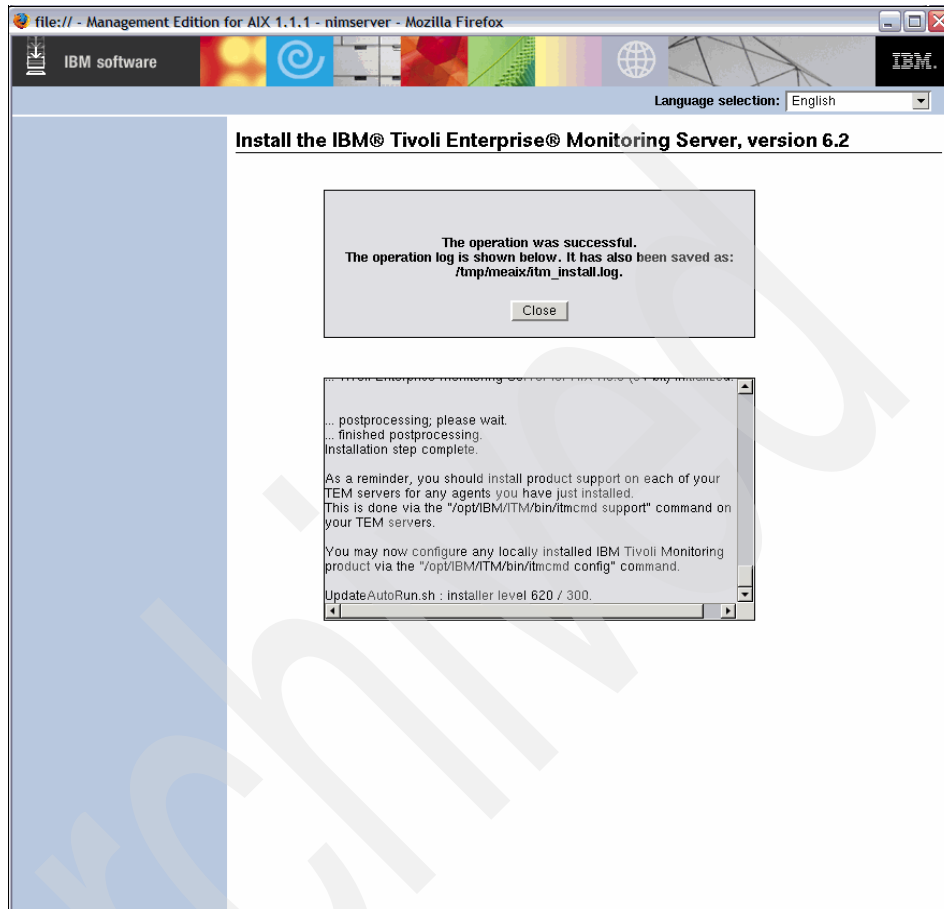 file:// - Management Edition for AIX 1.1.1 - nimserver - Mozilla Firefox
IBM software
IBM.
Language selection: English
Install the IBM® Tivoli Enterprise® Monitoring Server, version 6.2
The operation was successful.
The operation log is shown below. It has also been saved as:
/tmp/meaix/itm_install.log.
Close
... postprocessing; please wait.
... finished postprocessing.
Installation step complete.
As a reminder, you should install product support on each of your
TEM servers for any agents you have just installed.
This is done via the "/opt/IBM/ITM/bin/itmcmd support" command on
your TEM servers.
You may now configure any locally installed IBM Tivoli Monitoring
product via the "/opt/IBM/ITM/bin/itmcmd config" command.
UpdateAutoRun.sh : installer level 620 / 300.